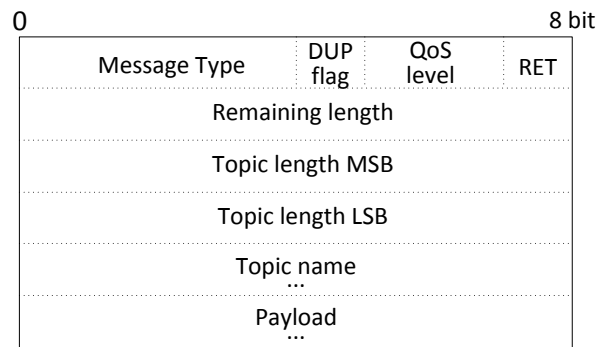 0 8 bit
Message Type DUP flag QoS level RET
Remaining length
Topic length MSB
Topic length LSB
Topic name
...
Payload
...